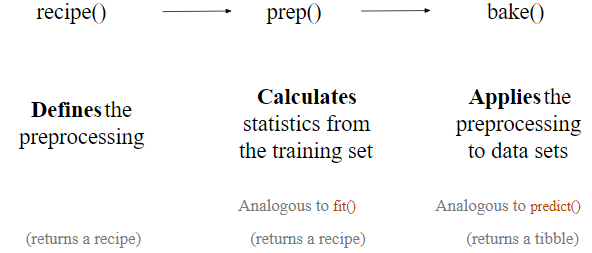 recipe() prep() bake()
Defines the
preprocessing
Calculates
statistics from
the training set
Applies the
preprocessing
to data sets
Analogous to fit()
Analogous to predict()
(returns a recipe)
(returns a recipe)
(returns a tibble)